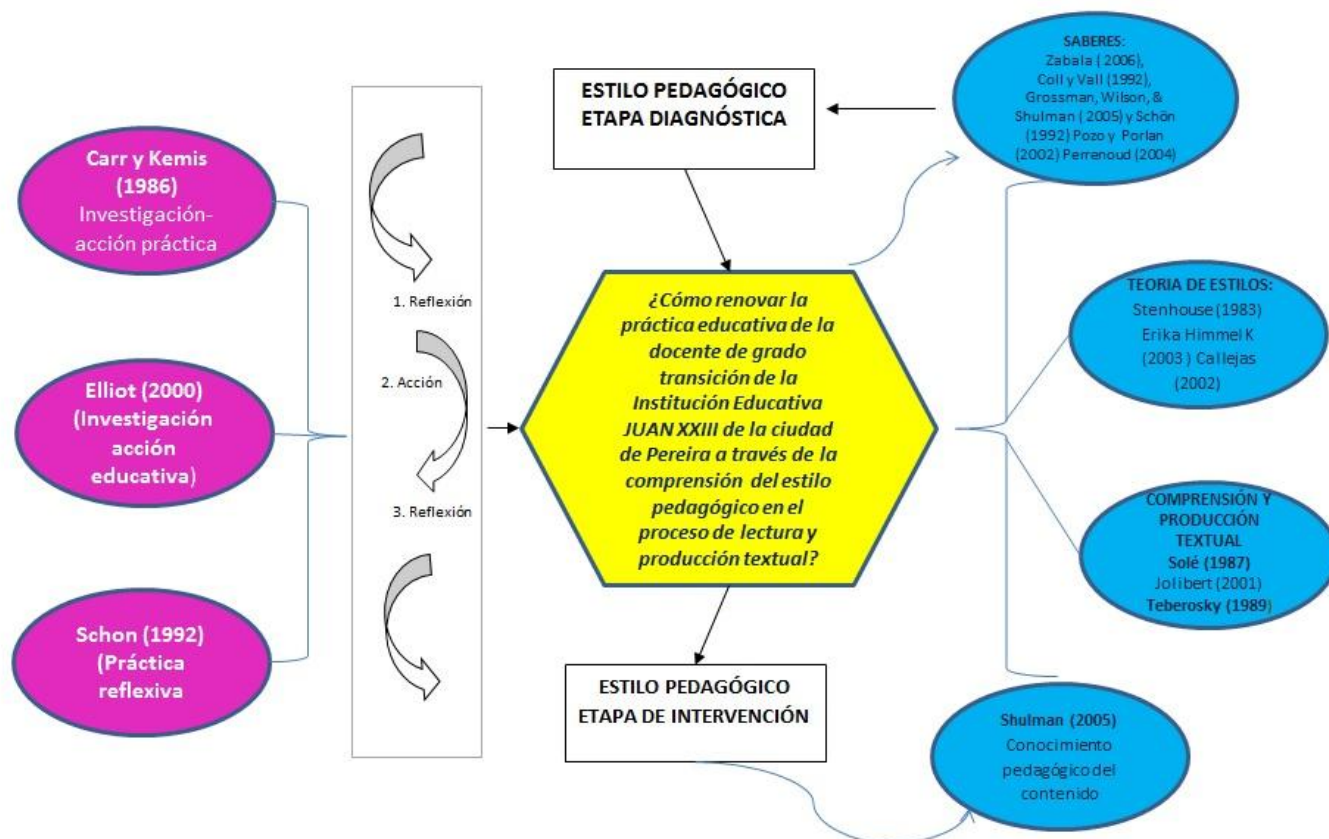 Carr y Kemis
(1986)
Investigación-
acción práctica
Elliot (2000)
(Investigación
acción
educativa)
Schon (1992)
(Práctica
reflexiva
1. Reflexión
2. Acción
3. Reflexión
ESTILO PEDAGÓGICO
ETAPA DIAGNÓSTICA
¿Cómo renovar la
práctica educativa de la
docente de grado
transición de la
Institución Educativa
JUAN XXIII de la ciudad
de Pereira a través de la
comprensión del estilo
pedagógico en el
proceso de lectura y
producción textual?
ESTILO PEDAGÓGICO
ETAPA DE INTERVENCIÓN
SABERES:
Zabala ( 2006),
Coll y Vall (1992),
Grossman, Wilson, &
Shulman ( 2005) y Schön
(1992) Pozo y Porlan
(2002) Perrenoud (2004)
TEORIA DE ESTILOS:
Stenhouse (1983)
Erika Himmel K
(2003 ) Callejas
(2002)
COMPRENSIÓN Y
PRODUCCIÓN
TEXTUAL
Solé (1987)
Jolibert (2001)
Teberosky (1989)
Shulman (2005)
Conocimiento
pedagógico del
contenido